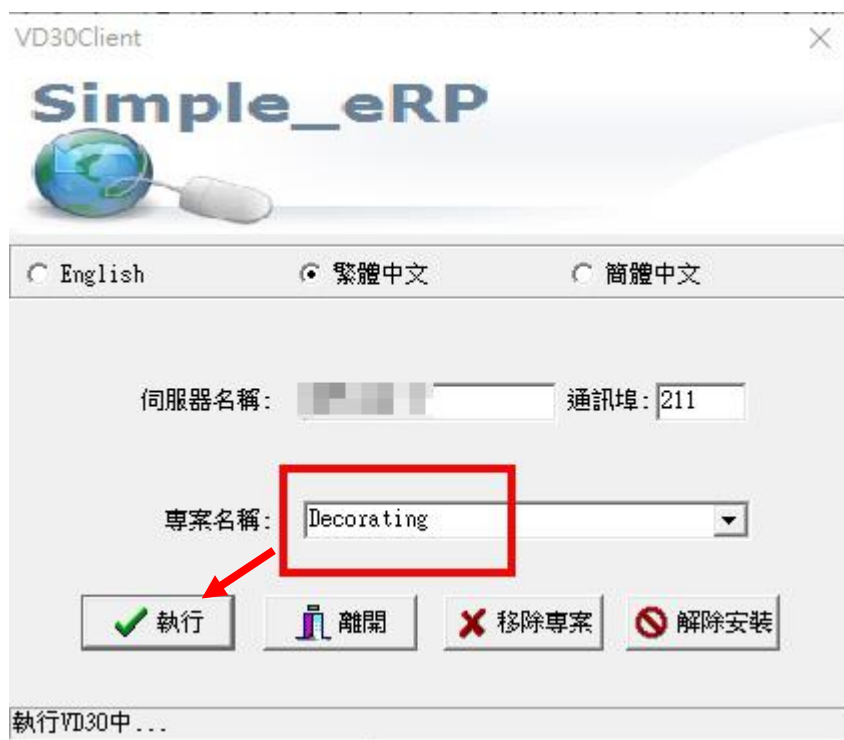 VD30Client
Simple_eRP
English 繁體中文 簡體中文
伺服器名稱: 通訊埠: 211
專案名稱: Decorating
執行 離開 移除專案 解除安裝
執行VD30中...